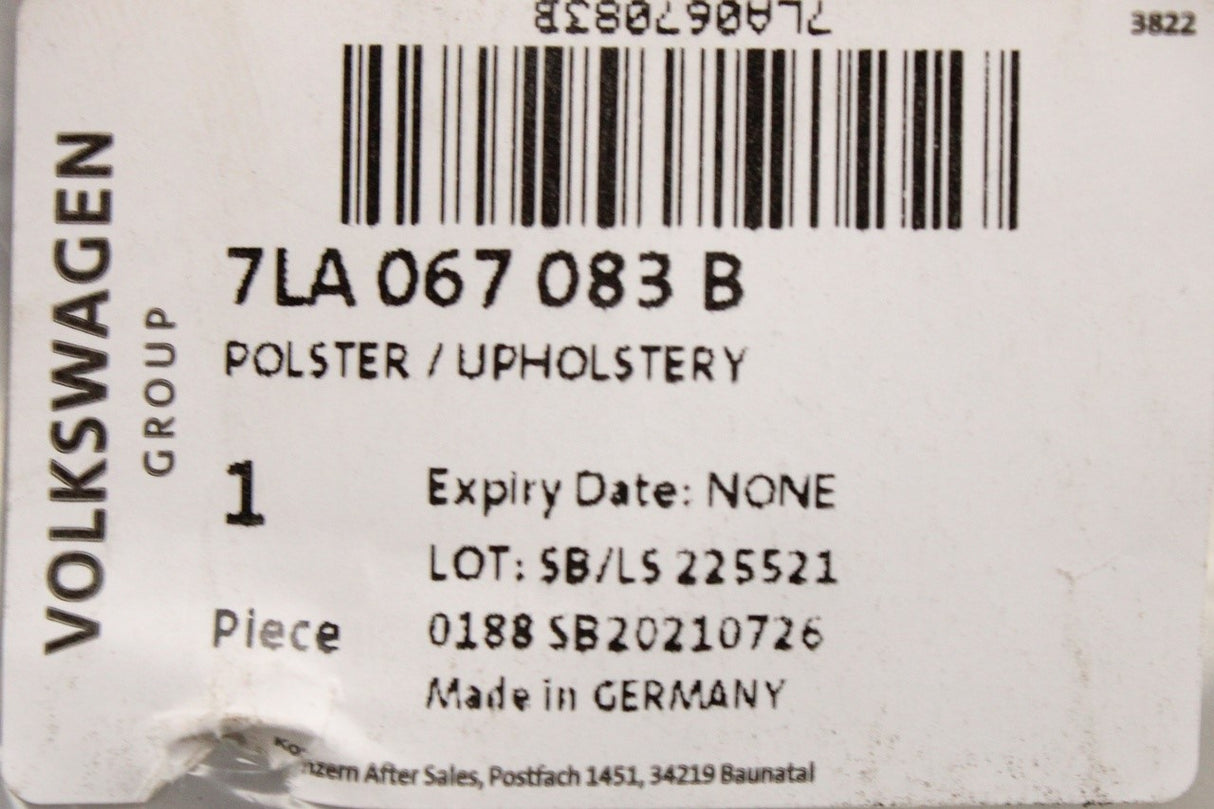 7LA067083B
3822
VOLKSWAGEN
GROUP
7LA 067 083 B
POLSTER / UPHOLSTERY
1
Expiry Date: NONE
LOT: SB/LS 225521
Piece
0188 SB20210726
Made in GERMANY
After Sales, Postfach 1451, 34219 Baunatal